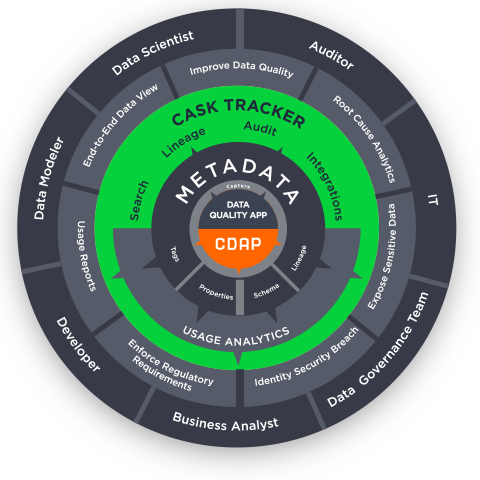 Data Scientist
Auditor
IT
Data Governance Team
Business Analyst
Developer
Data Modeler
Improve Data Quality
Root Cause Analytics
Expose Sensitive Data
Identity Security Breach
Enforce Regulatory
Requirements
Usage Reports
End-to-End Data View
CASK TRACKER
Search
Lineage
Audit
Integrations
USAGE ANALYTICS
METADATA
Tags
Properties
Schema
Lineage
Capture
DATA
QUALITY APP
CDAP